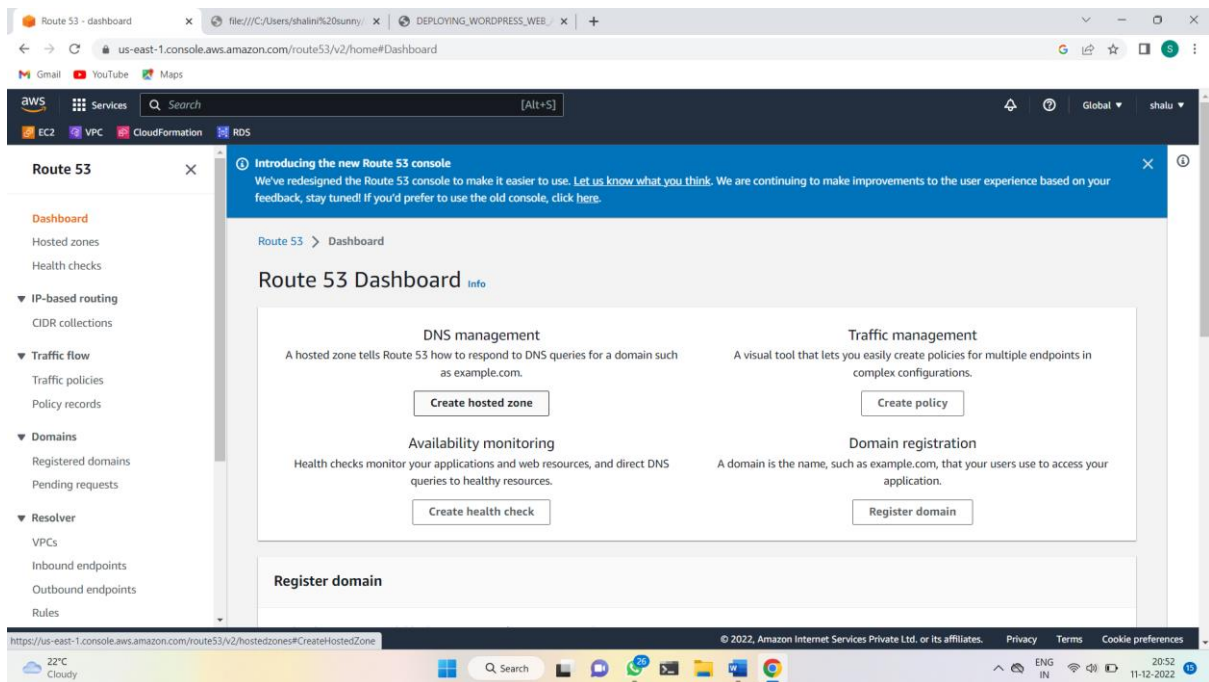 Route 53 - dashboard
file:///C:/Users/shalini%20sunny/
DEPLOYING_WORDPRESS_WEB_
us-east-1.console.aws.amazon.com/route53/v2/home#Dashboard
S
Gmail YouTube Maps
aws Services Search [Alt+S] Global shalu
EC2 VPC CloudFormation RDS
Route 53
Dashboard
Hosted zones
Health checks
IP-based routing
CIDR collections
Traffic flow
Traffic policies
Policy records
Domains
Registered domains
Pending requests
Resolver
VPCs
Inbound endpoints
Outbound endpoints
Rules
Introducing the new Route 53 console
We've redesigned the Route 53 console to make it easier to use. Let us know what you think. We are continuing to make improvements to the user experience based on your
feedback, stay tuned! If you'd prefer to use the old console, click here.
Route 53 > Dashboard
Route 53 Dashboard Info
DNS management
A hosted zone tells Route 53 how to respond to DNS queries for a domain such
as example.com.
Create hosted zone
Traffic management
A visual tool that lets you easily create policies for multiple endpoints in
complex configurations.
Create policy
Availability monitoring
Health checks monitor your applications and web resources, and direct DNS
queries to healthy resources.
Create health check
Domain registration
A domain is the name, such as example.com, that your users use to access your
application.
Register domain
Register domain
https://us-east-1.console.aws.amazon.com/route53/v2/hostedzones#CreateHostedZone
© 2022, Amazon Internet Services Private Ltd. or its affiliates. Privacy Terms Cookie preferences
22°C
Cloudy
Search
26
ENG
IN
20:52
11-12-2022
15